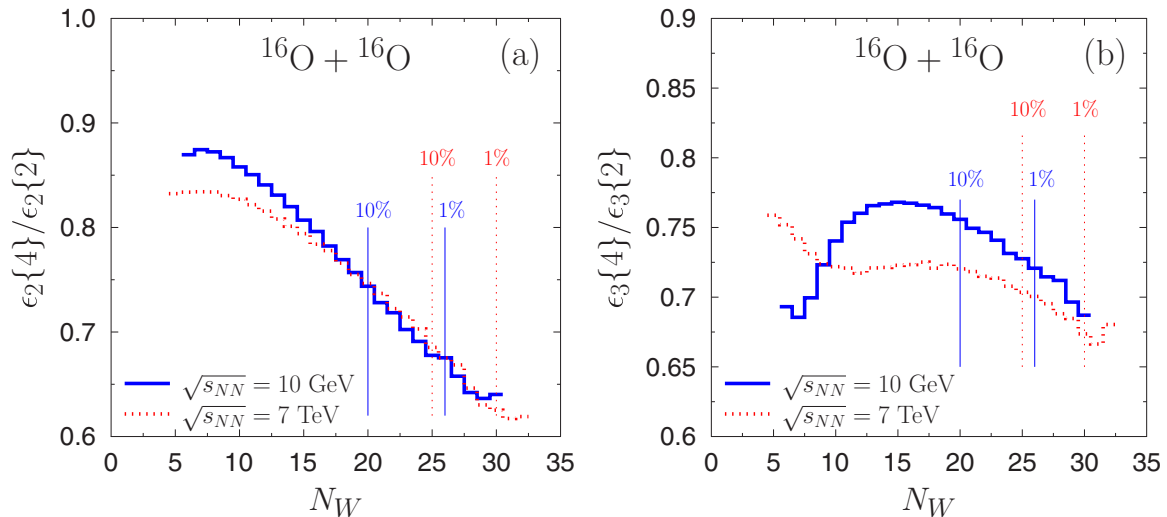 ¹⁶O + ¹⁶O (a)
ϵ₂{4}/ϵ₂{2}
1.0
0.9
0.8
0.7
0.6
10% 1%
10% 1%
√s_NN = 10 GeV
√s_NN = 7 TeV
0 5 10 15 20 25 30 35
N_W
¹⁶O + ¹⁶O (b)
ϵ₃{4}/ϵ₃{2}
0.9
0.85
0.8
0.75
0.7
0.65
0.6
10% 1%
10% 1%
√s_NN = 10 GeV
√s_NN = 7 TeV
0 5 10 15 20 25 30 35
N_W